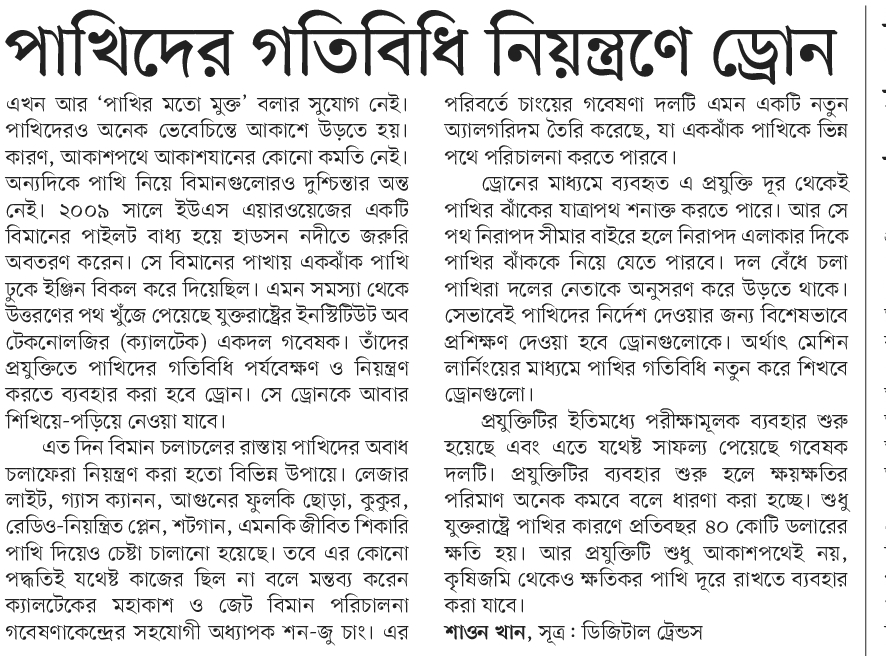 পাখিদের গতিবিধি নিয়ন্ত্রণে ড্রোন
এখন আর ‘পাখির মতো মুক্ত’ বলার সুযোগ নেই।
পাখিদেরও অনেক ভেবেচিন্তে আকাশে উড়তে হয়।
কারণ, আকাশপথে আকাশযানের কোনো কমতি নেই।
অন্যদিকে পাখি নিয়ে বিমানগুলোরও দুশ্চিন্তার অন্ত
নেই। ২০০৯ সালে ইউএস এয়ারওয়েজের একটি
বিমানের পাইলট বাধ্য হয়ে হাডসন নদীতে জরুরি
অবতরণ করেন। সে বিমানের পাখায় একঝাঁক পাখি
ঢুকে ইঞ্জিন বিকল করে দিয়েছিল। এমন সমস্যা থেকে
উত্তরণের পথ খুঁজে পেয়েছে যুক্তরাষ্ট্রের ইনস্টিটিউট অব
টেকনোলজির (ক্যালটেক) একদল গবেষক। তাঁদের
প্রযুক্তিতে পাখিদের গতিবিধি পর্যবেক্ষণ ও নিয়ন্ত্রণ
করতে ব্যবহার করা হবে ড্রোন। সে ড্রোনকে আবার
শিখিয়ে-পড়িয়ে নেওয়া যাবে।
এত দিন বিমান চলাচলের রাস্তায় পাখিদের অবাধ
চলাফেরা নিয়ন্ত্রণ করা হতো বিভিন্ন উপায়ে। লেজার
লাইট, গ্যাস ক্যানন, আগুনের ফুলকি ছোড়া, কুকুর,
রেডিও-নিয়ন্ত্রিত প্লেন, শটগান, এমনকি জীবিত শিকারি
পাখি দিয়েও চেষ্টা চালানো হয়েছে। তবে এর কোনো
পদ্ধতিই যথেষ্ট কাজের ছিল না বলে মন্তব্য করেন
ক্যালটেকের মহাকাশ ও জেট বিমান পরিচালনা
গবেষণাকেন্দ্রের সহযোগী অধ্যাপক শন-জু চাং। এর
পরিবর্তে চাংয়ের গবেষণা দলটি এমন একটি নতুন
অ্যালগরিদম তৈরি করেছে, যা একঝাঁক পাখিকে ভিন্ন
পথে পরিচালনা করতে পারবে।
ড্রোনের মাধ্যমে ব্যবহৃত এ প্রযুক্তি দূর থেকেই
পাখির ঝাঁকের যাত্রাপথ শনাক্ত করতে পারে। আর সে
পথ নিরাপদ সীমার বাইরে হলে নিরাপদ এলাকার দিকে
পাখির ঝাঁককে নিয়ে যেতে পারবে। দল বেঁধে চলা
পাখিরা দলের নেতাকে অনুসরণ করে উড়তে থাকে।
সেভাবেই পাখিদের নির্দেশ দেওয়ার জন্য বিশেষভাবে
প্রশিক্ষণ দেওয়া হবে ড্রোনগুলোকে। অর্থাৎ মেশিন
লার্নিংয়ের মাধ্যমে পাখির গতিবিধি নতুন করে শিখবে
ড্রোনগুলো।
প্রযুক্তিটির ইতিমধ্যে পরীক্ষামূলক ব্যবহার শুরু
হয়েছে এবং এতে যথেষ্ট সাফল্য পেয়েছে গবেষক
দলটি। প্রযুক্তিটির ব্যবহার শুরু হলে ক্ষয়ক্ষতির
পরিমাণ অনেক কমবে বলে ধারণা করা হচ্ছে। শুধু
যুক্তরাষ্ট্রে পাখির কারণে প্রতিবছর ৪০ কোটি ডলারের
ক্ষতি হয়। আর প্রযুক্তিটি শুধু আকাশপথেই নয়,
কৃষিজমি থেকেও ক্ষতিকর পাখি দূরে রাখতে ব্যবহার
করা যাবে।
শাওন খান, সূত্র : ডিজিটাল ট্রেন্ডস